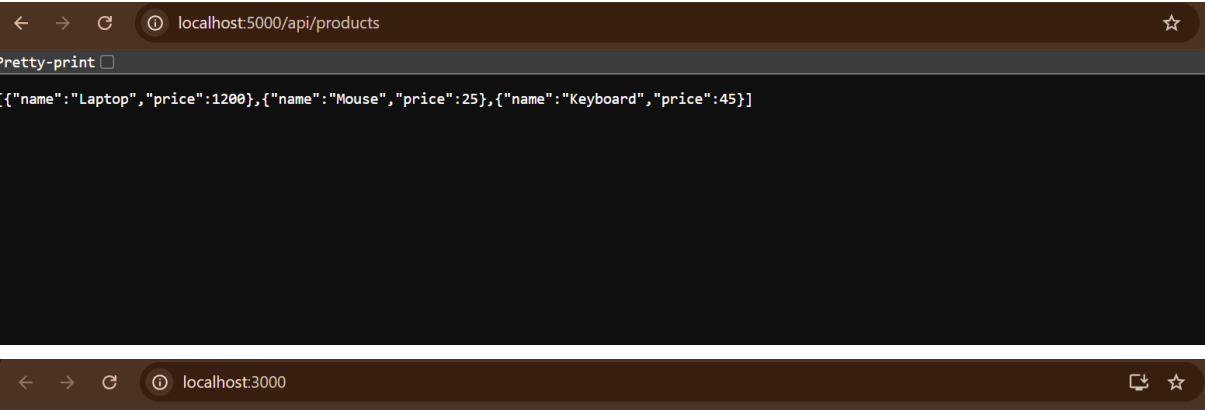 localhost:5000/api/products
Pretty-print
[{"name":"Laptop","price":1200},{"name":"Mouse","price":25},{"name":"Keyboard","price":45}]
localhost:3000